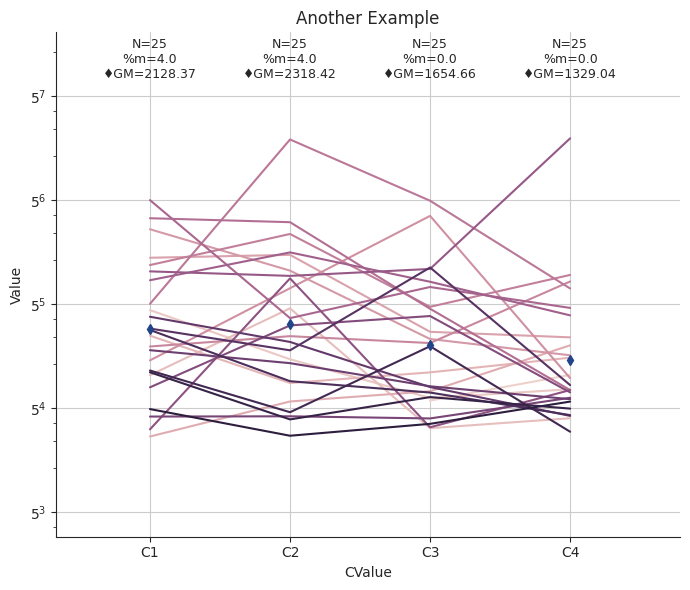 Another Example
N=25 N=25 N=25 N=25
%m=4.0 %m=4.0 %m=0.0 %m=0.0
♦GM=2128.37 ♦GM=2318.42 ♦GM=1654.66 ♦GM=1329.04
5⁷
5⁶
5⁵
5⁴
5³
Value
C1 C2 C3 C4
CValue